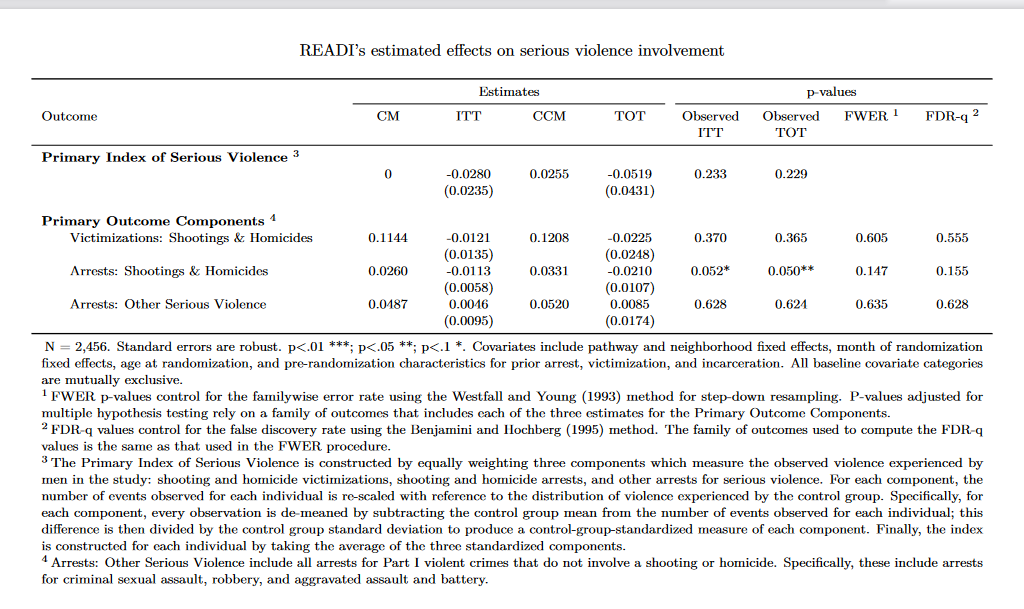 READI's estimated effects on serious violence involvement
Estimates p-values
Outcome CM ITT CCM TOT Observed ITT Observed TOT FWER 1 FDR-q 2
Primary Index of Serious Violence 3
0 -0.0280 0.0255 -0.0519 0.233 0.229
(0.0235) (0.0431)
Primary Outcome Components 4
Victimizations: Shootings & Homicides 0.1144 -0.0121 0.1208 -0.0225 0.370 0.365 0.605 0.555
(0.0135) (0.0248)
Arrests: Shootings & Homicides 0.0260 -0.0113 0.0331 -0.0210 0.052* 0.050** 0.147 0.155
(0.0058) (0.0107)
Arrests: Other Serious Violence 0.0487 0.0046 0.0520 0.0085 0.628 0.624 0.635 0.628
(0.0095) (0.0174)
N = 2,456. Standard errors are robust. p<.01 ***; p<.05 **; p<.1 *. Covariates include pathway and neighborhood fixed effects, month of randomization
fixed effects, age at randomization, and pre-randomization characteristics for prior arrest, victimization, and incarceration. All baseline covariate categories
are mutually exclusive.
1 FWER p-values control for the familywise error rate using the Westfall and Young (1993) method for step-down resampling. P-values adjusted for
multiple hypothesis testing rely on a family of outcomes that includes each of the three estimates for the Primary Outcome Components.
2 FDR-q values control for the false discovery rate using the Benjamini and Hochberg (1995) method. The family of outcomes used to compute the FDR-q
values is the same as that used in the FWER procedure.
3 The Primary Index of Serious Violence is constructed by equally weighting three components which measure the observed violence experienced by
men in the study: shooting and homicide victimizations, shooting and homicide arrests, and other arrests for serious violence. For each component, the
number of events observed for each individual is re-scaled with reference to the distribution of violence experienced by the control group. Specifically, for
each component, every observation is de-meaned by subtracting the control group mean from the number of events observed for each individual; this
difference is then divided by the control group standard deviation to produce a control-group-standardized measure of each component. Finally, the index
is constructed for each individual by taking the average of the three standardized components.
4 Arrests: Other Serious Violence include all arrests for Part I violent crimes that do not involve a shooting or homicide. Specifically, these include arrests
for criminal sexual assault, robbery, and aggravated assault and battery.